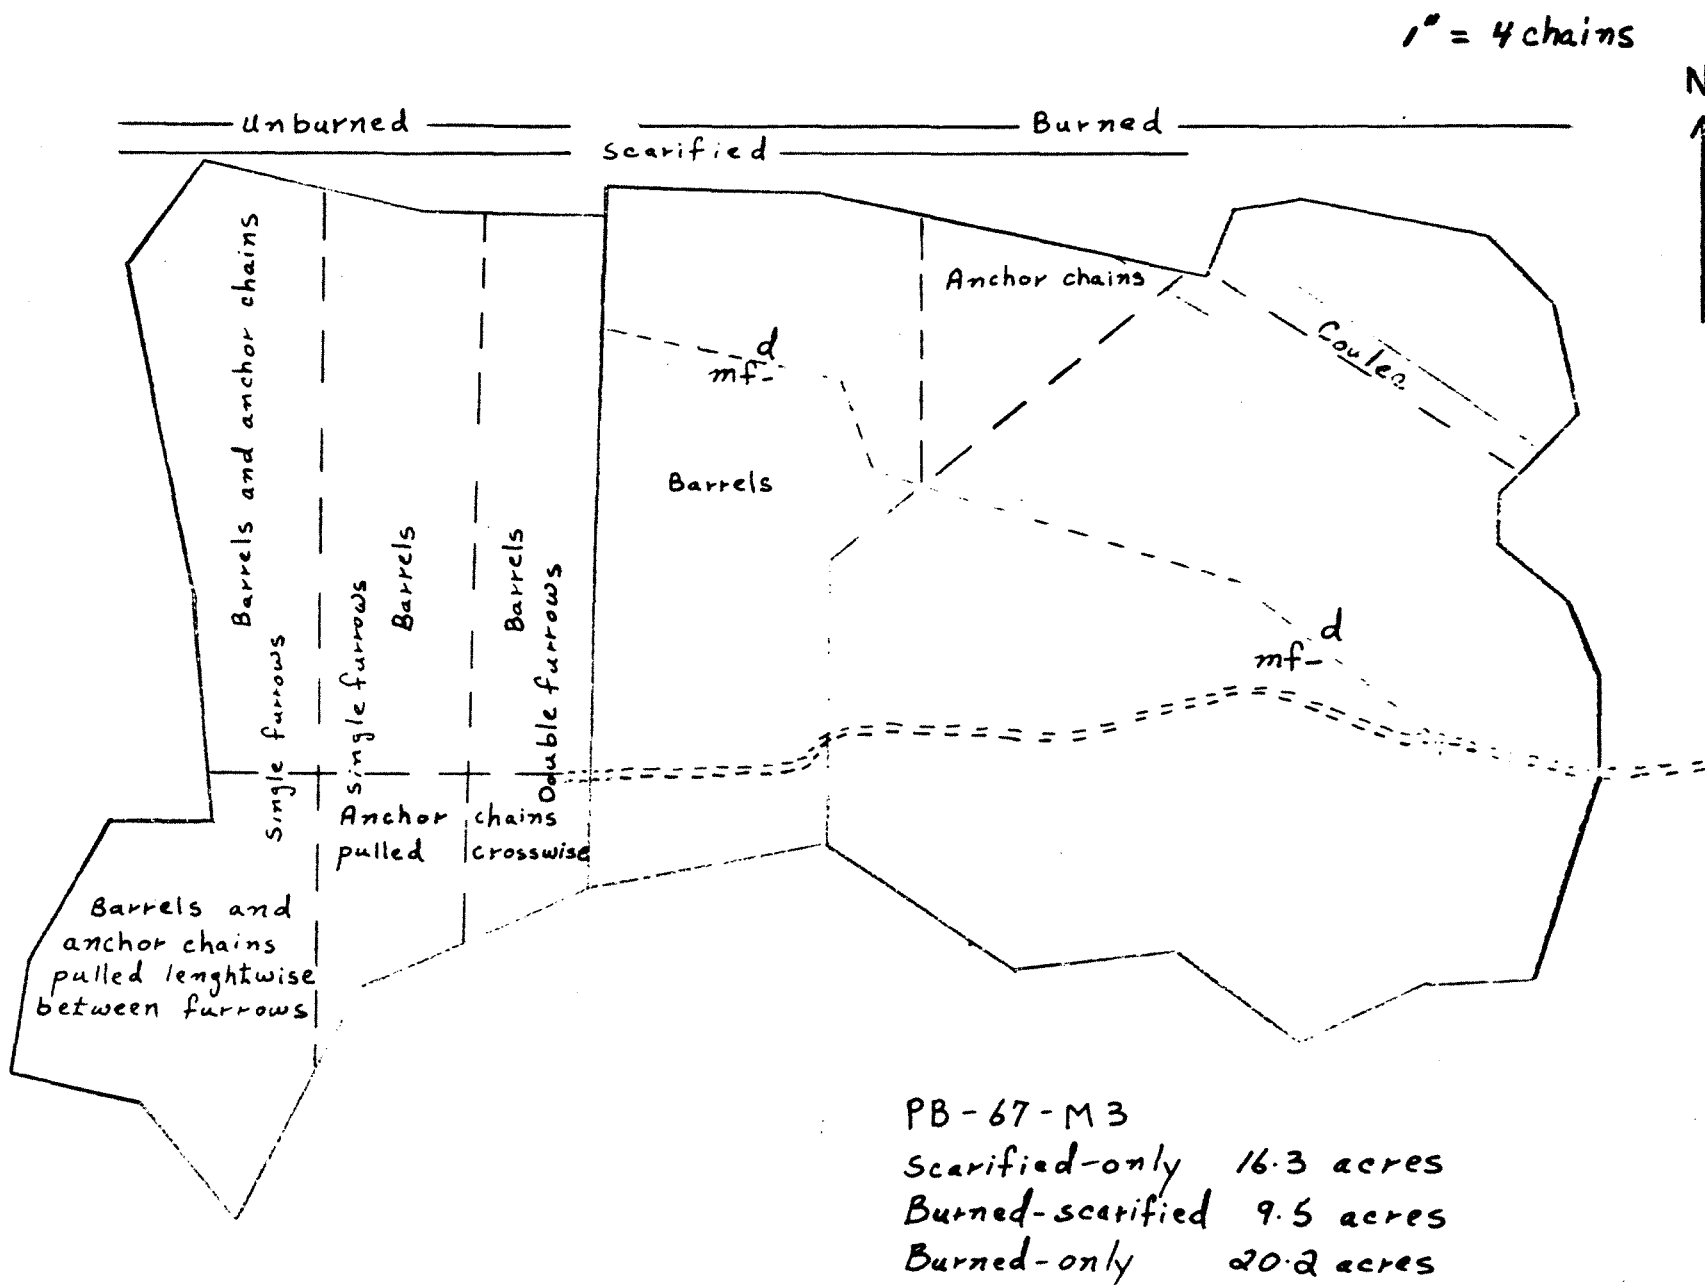 1" = 4 chains
N
Unburned
Burned
Scarified
Barrels and anchor chains
Single furrows
Single furrows
Barrels
Barrels
Double furrows
Anchor chains
Coulee
d
mf-
Barrels
d
mf-
Anchor chains
pulled crosswise
Barrels and
anchor chains
pulled lenghtwise
between furrows
PB-67-M3
Scarified-only 16.3 acres
Burned-scarified 9.5 acres
Burned-only 20.2 acres